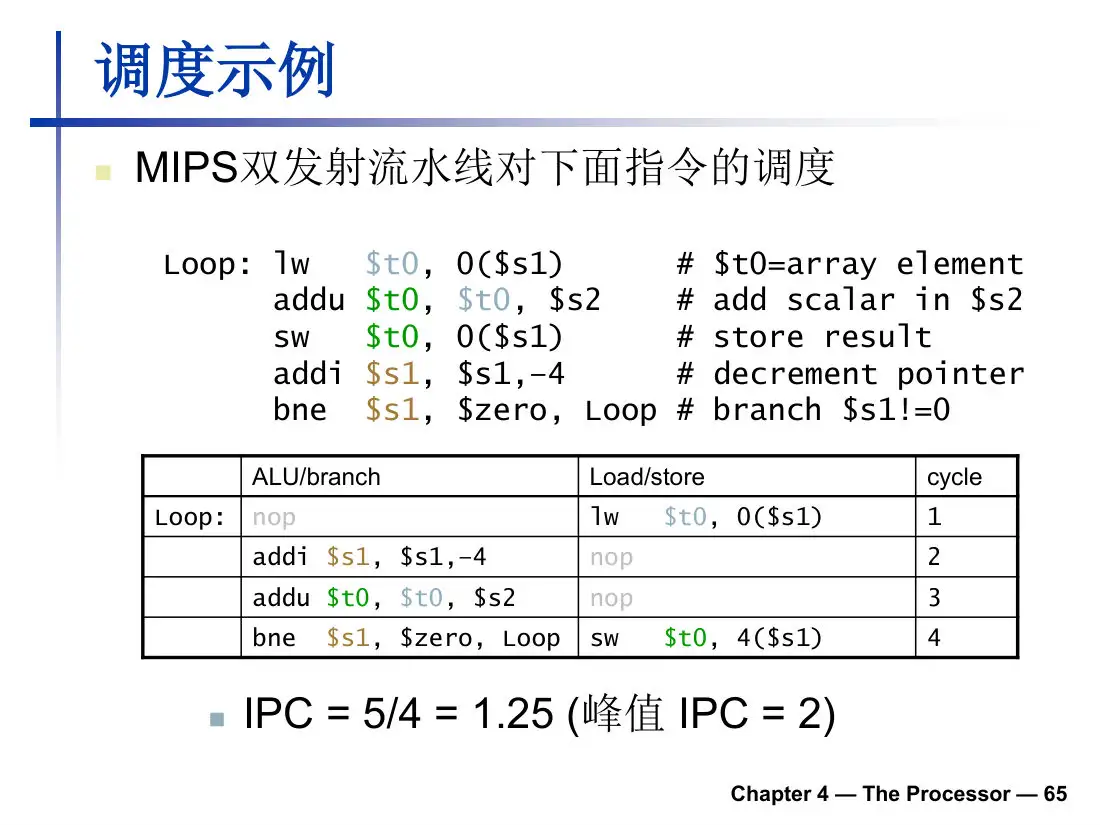 调度示例
MIPS双发射流水线对下面指令的调度
Loop: lw $t0, 0($s1) # $t0=array element
addu $t0, $t0, $s2 # add scalar in $s2
sw $t0, 0($s1) # store result
addi $s1, $s1,–4 # decrement pointer
bne $s1, $zero, Loop # branch $s1!=0
ALU/branch Load/store cycle
Loop: nop lw $t0, 0($s1) 1
addi $s1, $s1,–4 nop 2
addu $t0, $t0, $s2 nop 3
bne $s1, $zero, Loop sw $t0, 4($s1) 4
IPC = 5/4 = 1.25 (峰值 IPC = 2)
Chapter 4 — The Processor — 65